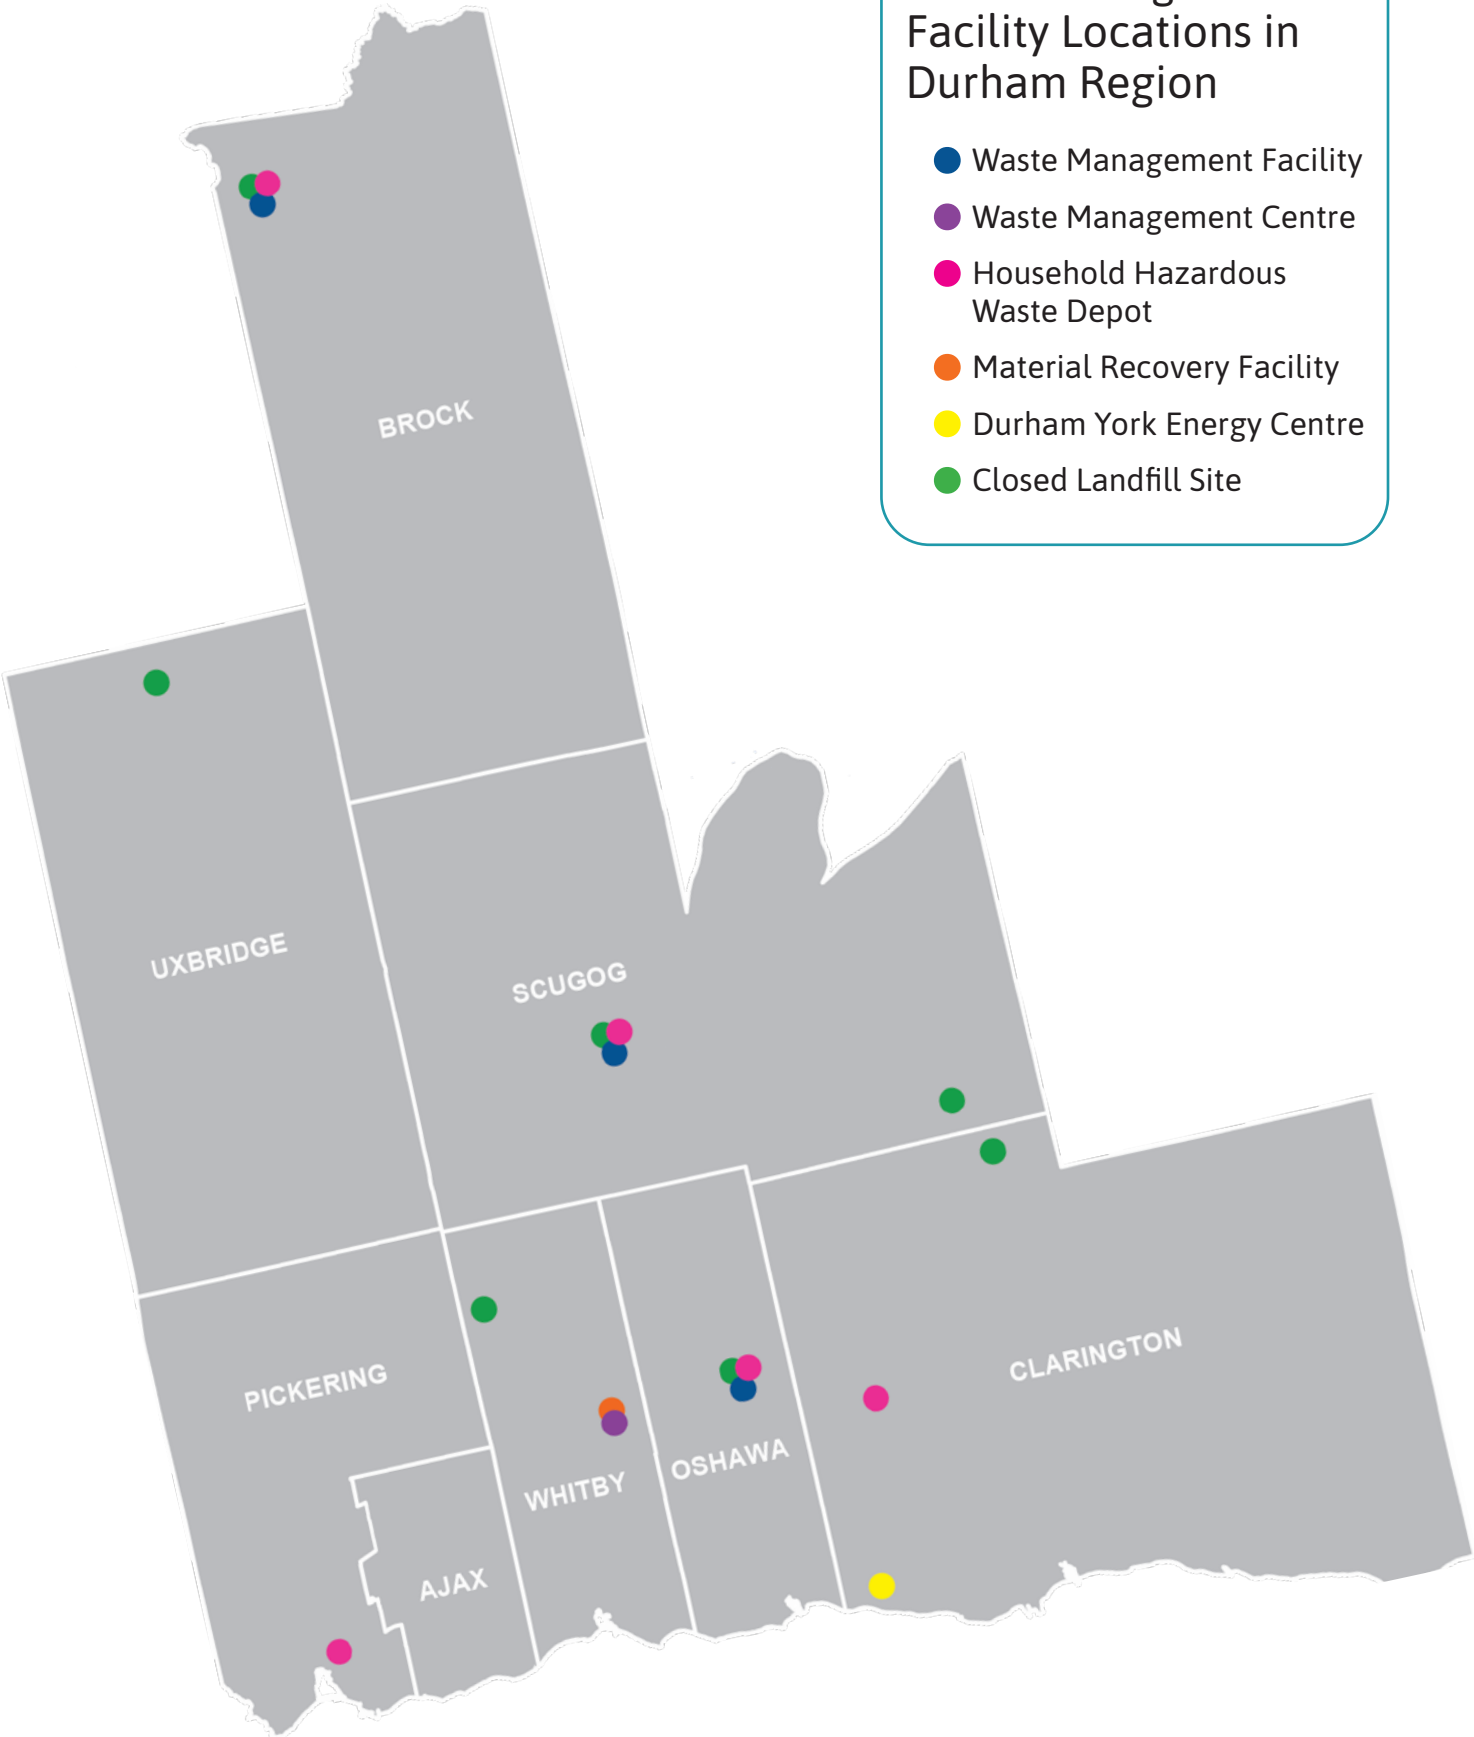 Facility Locations in
Durham Region
Waste Management Facility
Waste Management Centre
Household Hazardous
Waste Depot
Material Recovery Facility
Durham York Energy Centre
Closed Landfill Site
BROCK
UXBRIDGE
SCUGOG
PICKERING
CLARINGTON
OSHAWA
WHITBY
AJAX